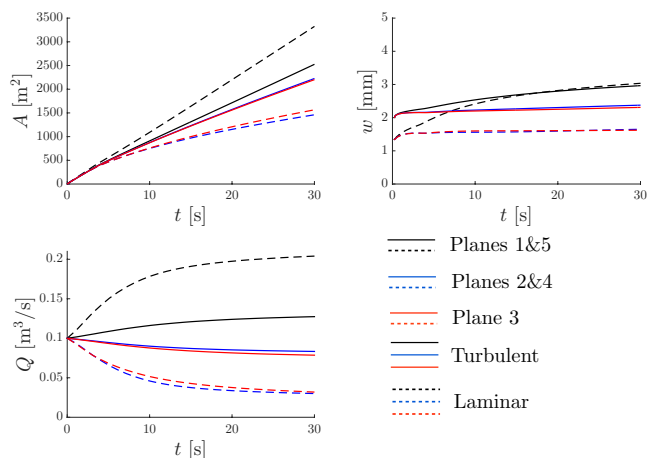 3500
3000
2500
2000
1500
1000
500
0
A [m²]
0 10 20 30
t [s]
5
4
3
2
1
0
w [mm]
0 10 20 30
t [s]
0.2
0.15
0.1
0.05
0
Q [m³/s]
0 10 20 30
t [s]
Planes 1&5
Planes 2&4
Plane 3
Turbulent
Laminar